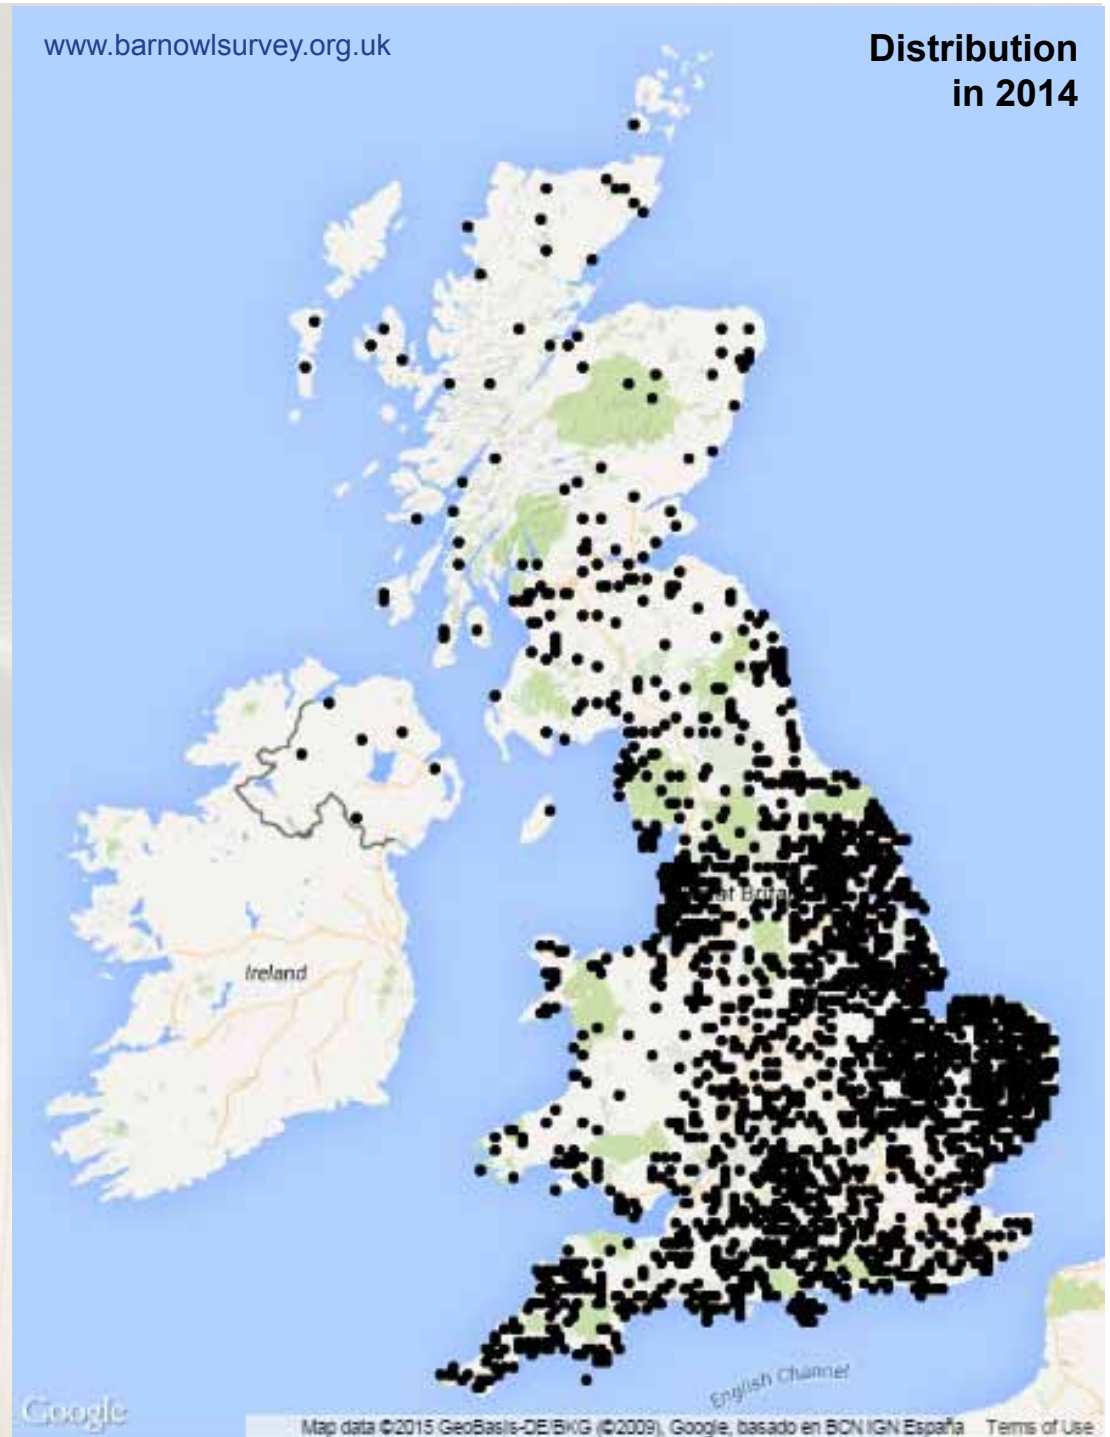 www.barnowlsurvey.org.uk
Distribution
in 2014
Ireland
English Channel
Google
Map data ©2015 GeoBasis-DE/BKG (©2009), Google, basado en BCN IGN España Terms of Use